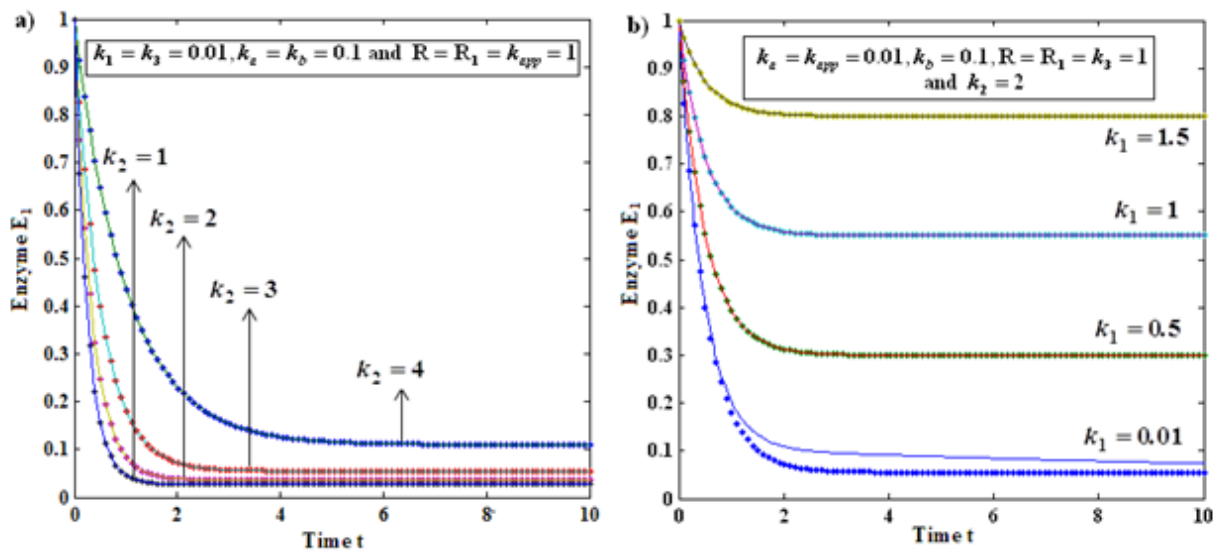 a)
k₁ = k₃ = 0.01, kₐ = k_b = 0.1 and R = R₁ = kₐₚₚ = 1
k₂ = 1
k₂ = 2
k₂ = 3
k₂ = 4
Enzyme E₁
1
0.9
0.8
0.7
0.6
0.5
0.4
0.3
0.2
0.1
0
0 2 4 6 8 10
Time t
b)
kₐ = kₐₚₚ = 0.01, k_b = 0.1, R = R₁ = k₃ = 1
and k₂ = 2
k₁ = 1.5
k₁ = 1
k₁ = 0.5
k₁ = 0.01
Enzyme E₁
1
0.9
0.8
0.7
0.6
0.5
0.4
0.3
0.2
0.1
0
0 2 4 6 8 10
Time t